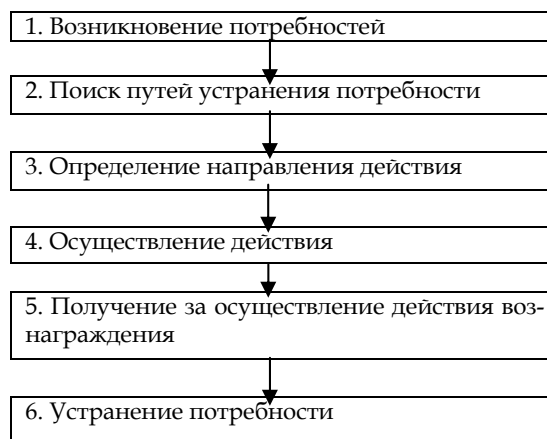 1. Возникновение потребностей
2. Поиск путей устранения потребности
3. Определение направления действия
4. Осуществление действия
5. Получение за осуществление действия воз-
награждения
6. Устранение потребности